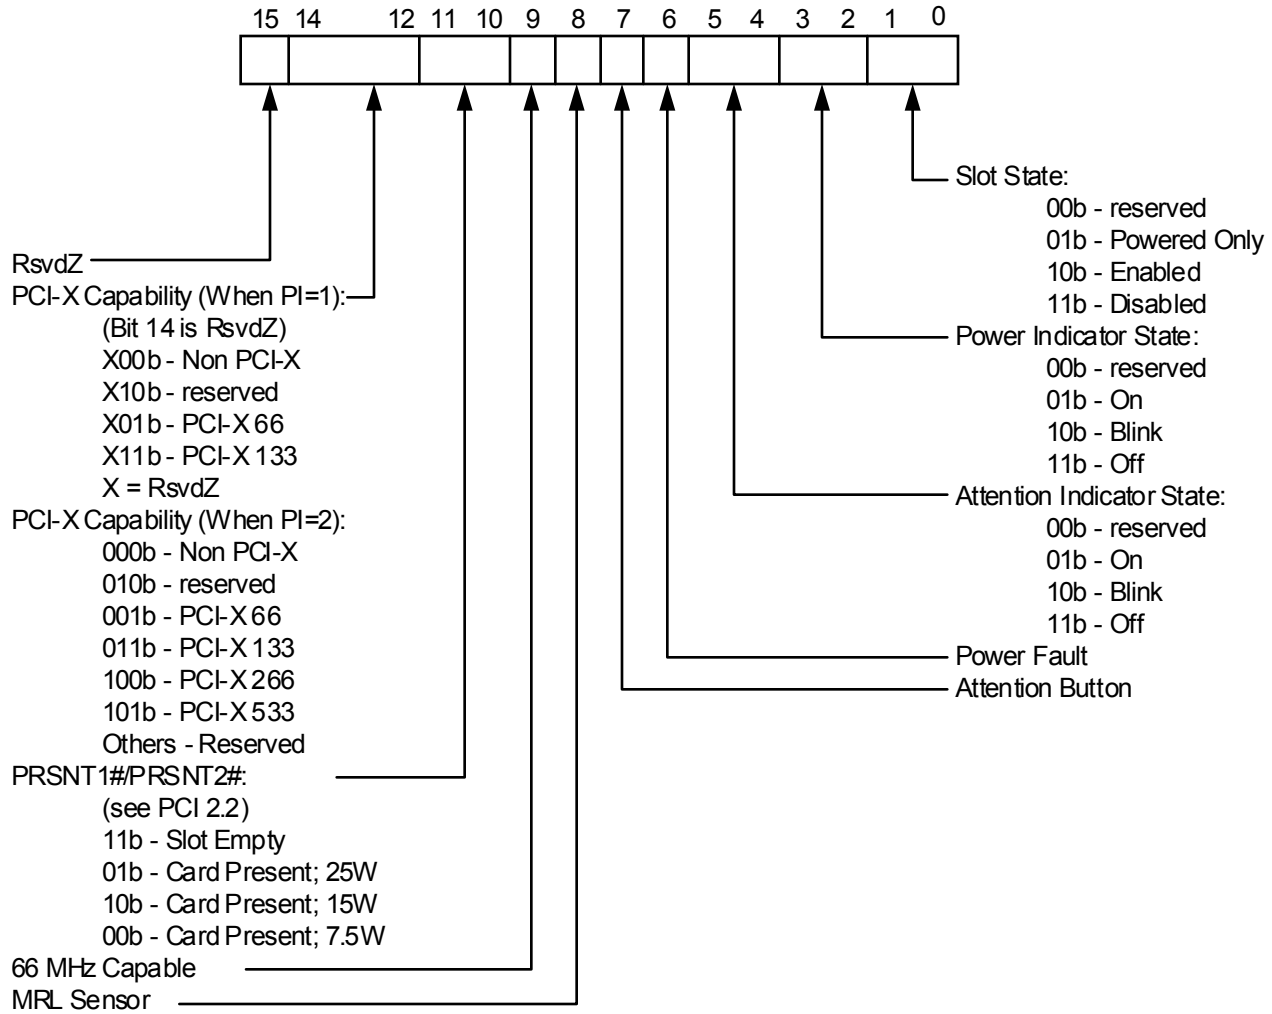 15 14 12 11 10 9 8 7 6 5 4 3 2 1 0
Slot State:
00b - reserved
01b - Powered Only
10b - Enabled
11b - Disabled
Power Indicator State:
00b - reserved
01b - On
10b - Blink
11b - Off
Attention Indicator State:
00b - reserved
01b - On
10b - Blink
11b - Off
Power Fault
Attention Button
RsvdZ
PCI-X Capability (When PI=1):
(Bit 14 is RsvdZ)
X00b - Non PCI-X
X10b - reserved
X01b - PCI-X 66
X11b - PCI-X 133
X = RsvdZ
PCI-X Capability (When PI=2):
000b - Non PCI-X
010b - reserved
001b - PCI-X 66
011b - PCI-X 133
100b - PCI-X 266
101b - PCI-X 533
Others - Reserved
PRSNT1#/PRSNT2#:
(see PCI 2.2)
11b - Slot Empty
01b - Card Present; 25W
10b - Card Present; 15W
00b - Card Present; 7.5W
66 MHz Capable
MRL Sensor